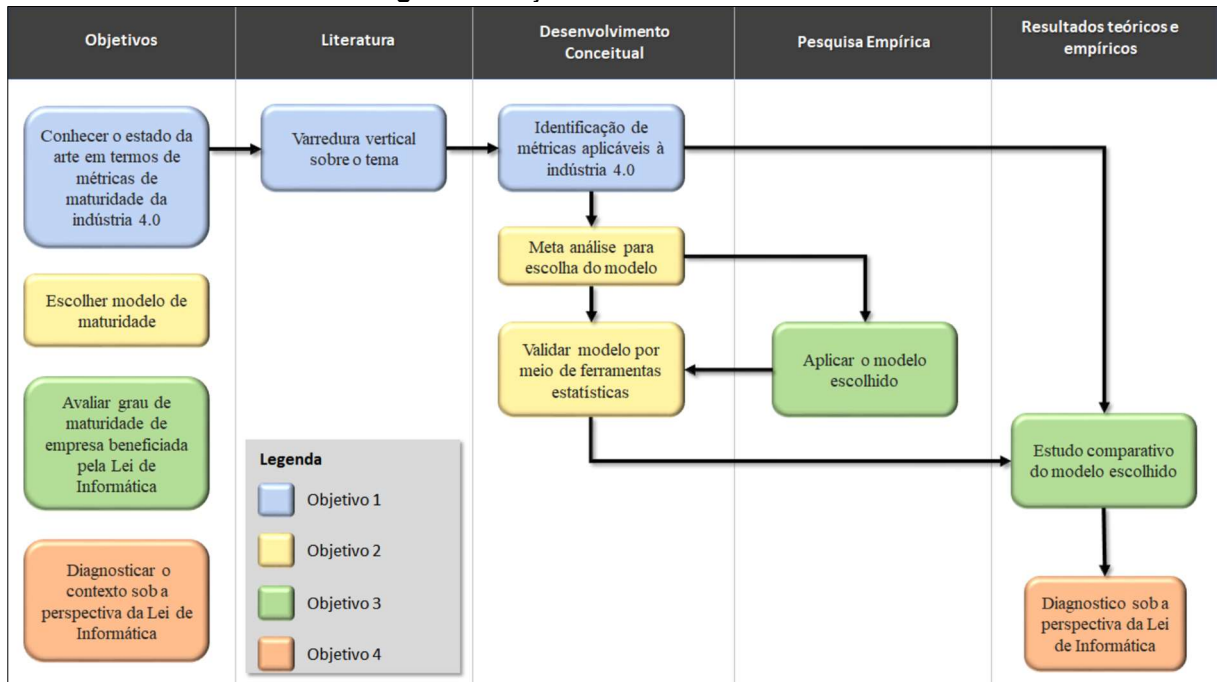 Objetivos
Literatura
Desenvolvimento
Conceitual
Pesquisa Empírica
Resultados teóricos e
empíricos
Conhecer o estado da
arte em termos de
métricas de
maturidade da
indústria 4.0
Varredura vertical
sobre o tema
Identificação de
métricas aplicáveis à
indústria 4.0
Escolher modelo de
maturidade
Meta análise para
escolha do modelo
Avaliar grau de
maturidade de
empresa beneficiada
pela Lei de
Informática
Validar modelo por
meio de ferramentas
estatísticas
Aplicar o modelo
escolhido
Estudo comparativo
do modelo escolhido
Diagnosticar o
contexto sob a
perspectiva da Lei de
Informática
Diagnostico sob a
perspectiva da Lei
de Informática
Legenda
Objetivo 1
Objetivo 2
Objetivo 3
Objetivo 4